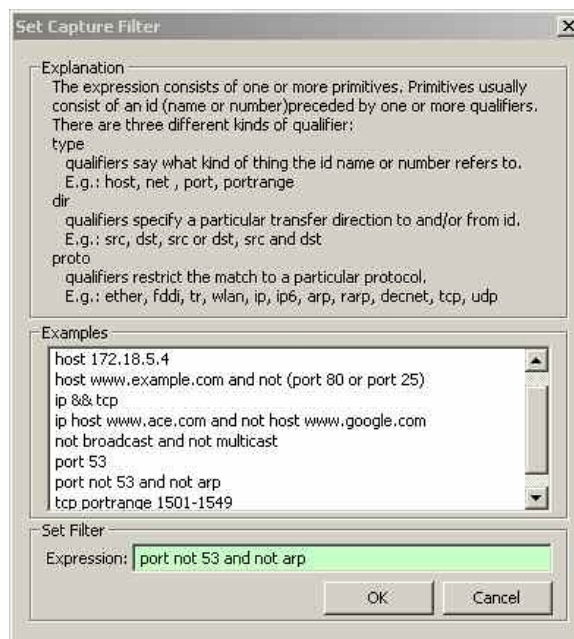 Set Capture Filter
Explanation
The expression consists of one or more primitives. Primitives usually
consist of an id (name or number)preceded by one or more qualifiers.
There are three different kinds of qualifier:
type
qualifiers say what kind of thing the id name or number refers to.
E.g.: host, net , port, portrange
dir
qualifiers specify a particular transfer direction to and/or from id.
E.g.: src, dst, src or dst, src and dst
proto
qualifiers restrict the match to a particular protocol.
E.g.: ether, fddi, tr, wlan, ip, ip6, arp, rarp, decnet, tcp, udp
Examples
host 172.18.5.4
host www.example.com and not (port 80 or port 25)
ip && tcp
ip host www.ace.com and not host www.google.com
not broadcast and not multicast
port 53
port not 53 and not arp
tcp portrange 1501-1549
Set Filter
Expression: port not 53 and not arp
OK Cancel